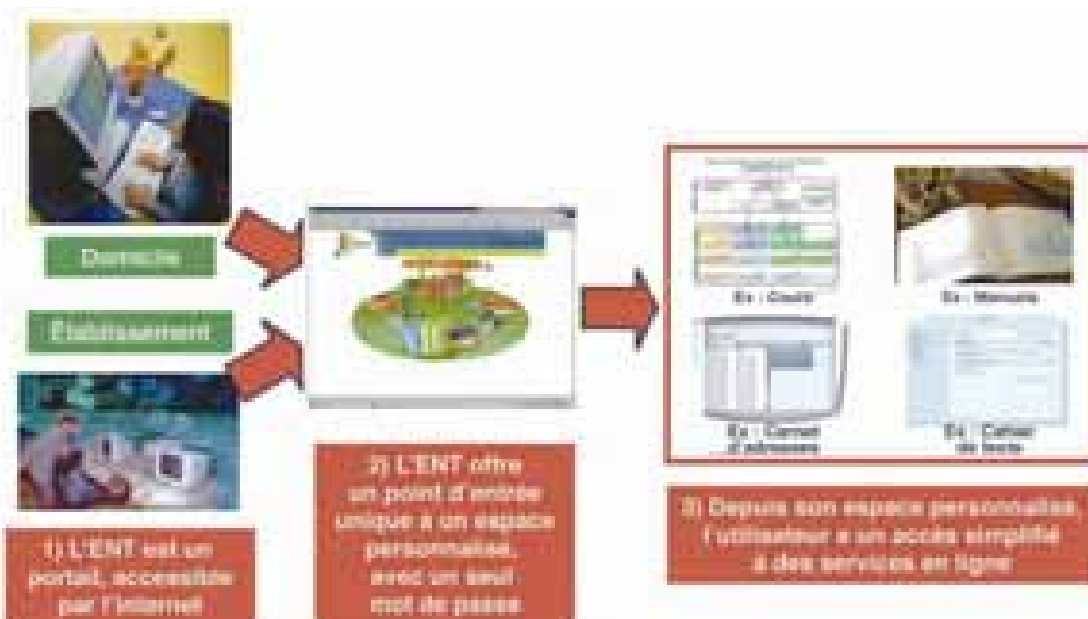 Domicile
Etablissement
1) L'ENT est un
portail, accessible
par l'internet
2) L'ENT offre
un point d'entrée
unique à un espace
personnalisé,
avec un seul
mot de passe
Ex : Cours
Ex : Manuels
Ex : Carnet
d'adresses
Ex : Cahier
de texte
3) Depuis son espace personnalisé
l'utilisateur a un accès simplifié
à des services en ligne